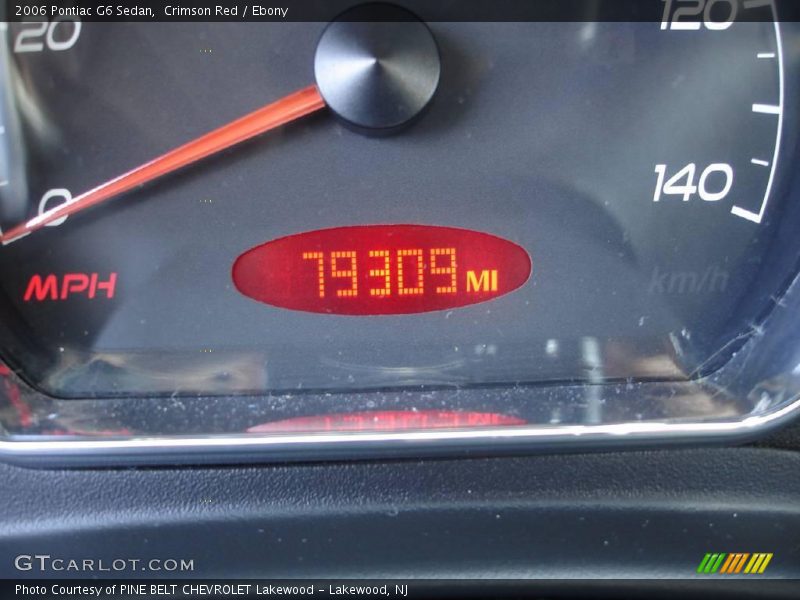 2006 Pontiac G6 Sedan,  Crimson Red / Ebony
20
120
0
140
MPH
79309 MI
km/h
GTCARLOT.COM
Photo Courtesy of PINE BELT CHEVROLET Lakewood - Lakewood, NJ